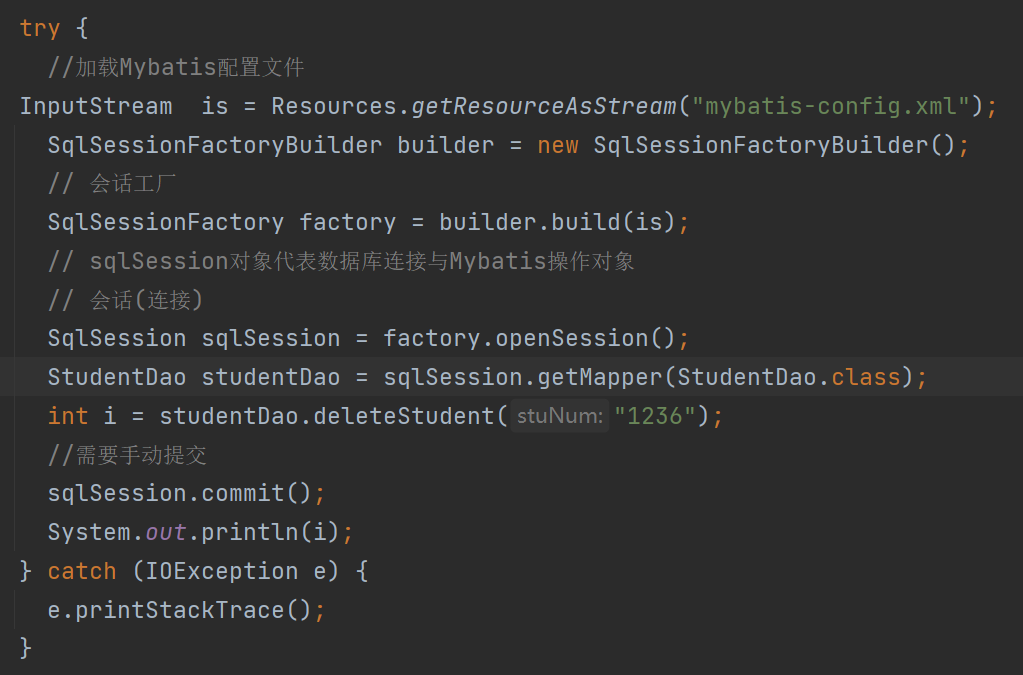 try {
//加载Mybatis配置文件
InputStream  is = Resources.getResourceAsStream("mybatis-config.xml");
SqlSessionFactoryBuilder builder = new SqlSessionFactoryBuilder();
// 会话工厂
SqlSessionFactory factory = builder.build(is);
// sqlSession对象代表数据库连接与Mybatis操作对象
// 会话(连接)
SqlSession sqlSession = factory.openSession();
StudentDao studentDao = sqlSession.getMapper(StudentDao.class);
int i = studentDao.deleteStudent( stuNum: "1236");
//需要手动提交
sqlSession.commit();
System.out.println(i);
} catch (IOException e) {
e.printStackTrace();
}